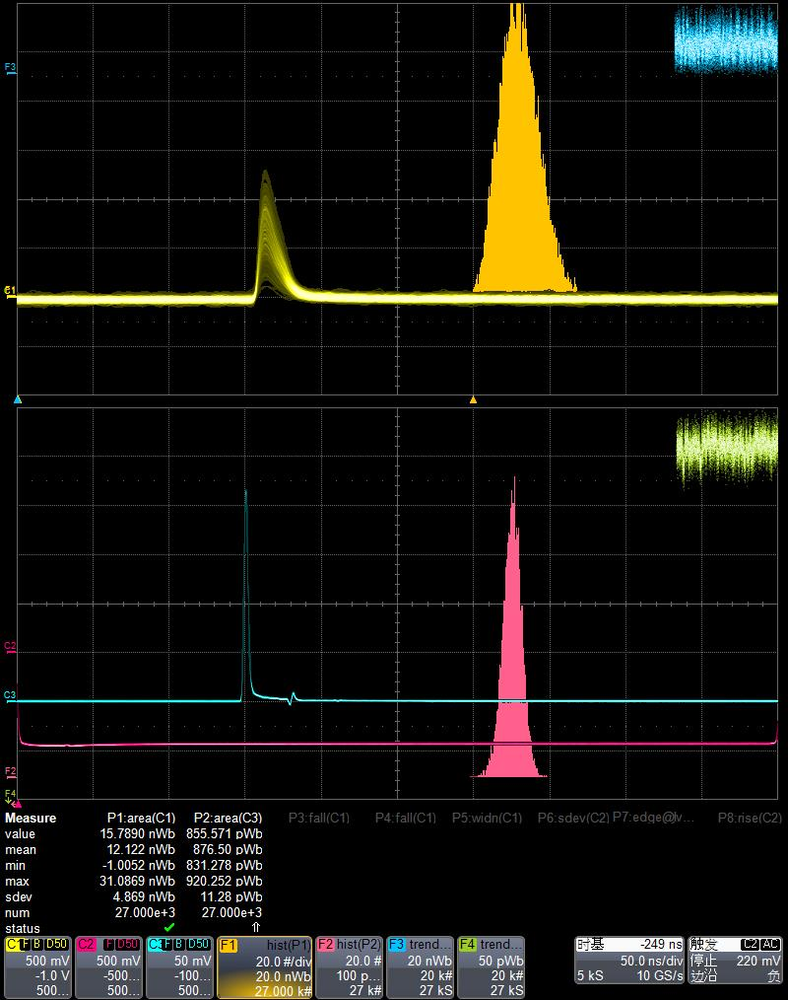 F3
C1
C2
C3
F2
F4
Measure P1:area(C1) P2:area(C3) P3:fall(C1) P4:fall(C1) P5:widn(C1) P6:sdev(C2) P7:edge@lv... P8:rise(C2)
value 15.7890 nWb 855.571 pWb
mean 12.122 nWb 876.50 pWb
min -1.0052 nWb 831.278 pWb
max 31.0869 nWb 920.252 pWb
sdev 4.869 nWb 11.28 pWb
num 27.000e+3 27.000e+3
status
C1 F B D50 C2 F D50 C3 F B D50 F1 hist(P1) F2 hist(P2) F3 trend... F4 trend... 时基 -249 ns 触发 C2 AC
500 mV 500 mV 50 mV 20.0 #/div 20.0 # 20 nWb 50 pWb 50.0 ns/div 停止 220 mV
-1.0 V -500... -100... 20.0 nWb 100 p... 20 k# 20 k# 5 kS 10 GS/s 边沿 负
500... 500... 500... 27.000 k# 27 k# 27 kS 27 kS